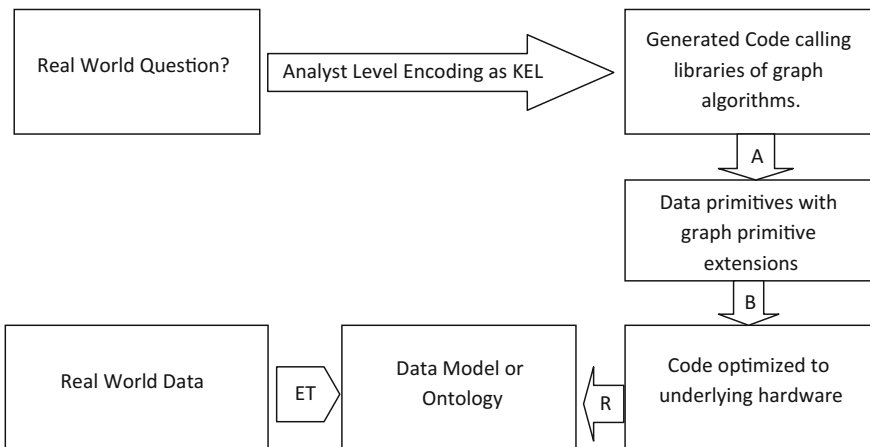 Real World Question?
Analyst Level Encoding as KEL
Generated Code calling
libraries of graph
algorithms.
A
Data primitives with
graph primitive
extensions
B
Real World Data
ET
Data Model or
Ontology
R
Code optimized to
underlying hardware